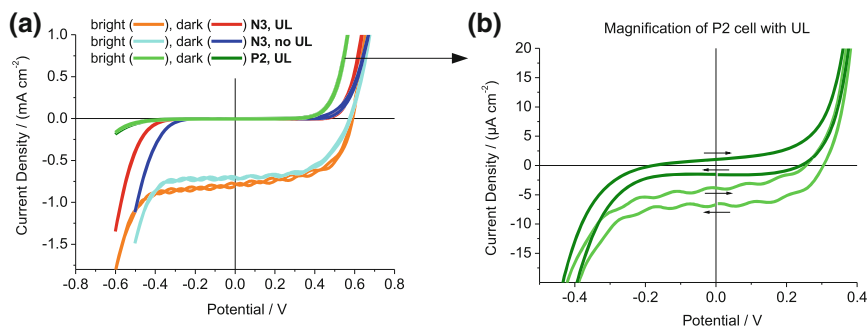 (a)
bright (—), dark (—) N3, UL
bright (—), dark (—) N3, no UL
bright (—), dark (—) P2, UL
Current Density / (mA cm⁻²)
1.0
0.5
0.0
-0.5
-1.0
-1.5
-0.8 -0.6 -0.4 -0.2 0.0 0.2 0.4 0.6 0.8
Potential / V
(b)
Magnification of P2 cell with UL
Current Density / (µA cm⁻²)
20
15
10
5
0
-5
-10
-15
-0.4 -0.2 0.0 0.2 0.4
Potential / V